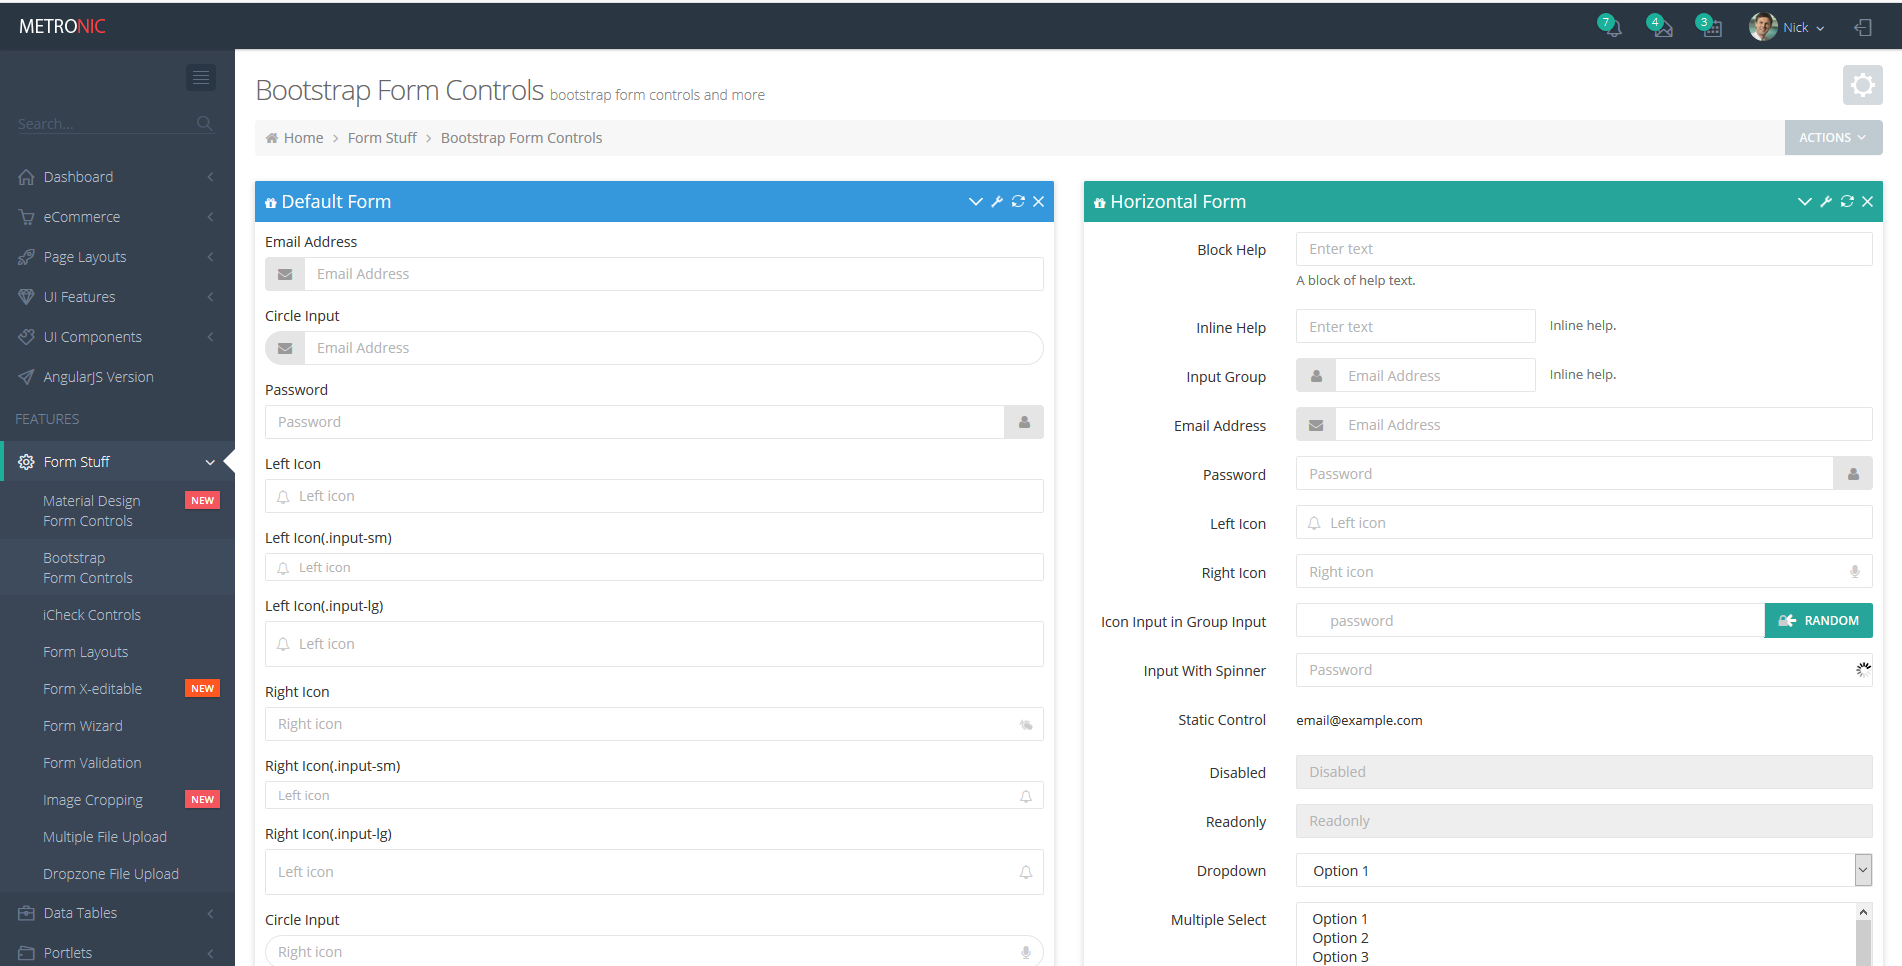 METRONIC
7
4
3
Nick
Search...
Dashboard
eCommerce
Page Layouts
UI Features
UI Components
AngularJS Version
FEATURES
Form Stuff
Material Design
Form Controls
NEW
Bootstrap
Form Controls
iCheck Controls
Form Layouts
Form X-editable NEW
Form Wizard
Form Validation
Image Cropping NEW
Multiple File Upload
Dropzone File Upload
Data Tables
Portlets
Bootstrap Form Controls bootstrap form controls and more
Home > Form Stuff > Bootstrap Form Controls
ACTIONS
Default Form
Email Address
Email Address
Circle Input
Email Address
Password
Password
Left Icon
Left icon
Left Icon(.input-sm)
Left icon
Left Icon(.input-lg)
Left icon
Right Icon
Right icon
Right Icon(.input-sm)
Left icon
Right Icon(.input-lg)
Left icon
Circle Input
Right icon
Horizontal Form
Block Help Enter text
A block of help text.
Inline Help Enter text Inline help.
Input Group Email Address Inline help.
Email Address Email Address
Password Password
Left Icon Left icon
Right Icon Right icon
Icon Input in Group Input password RANDOM
Input With Spinner Password
Static Control email@example.com
Disabled Disabled
Readonly Readonly
Dropdown Option 1
Multiple Select Option 1
Option 2
Option 3